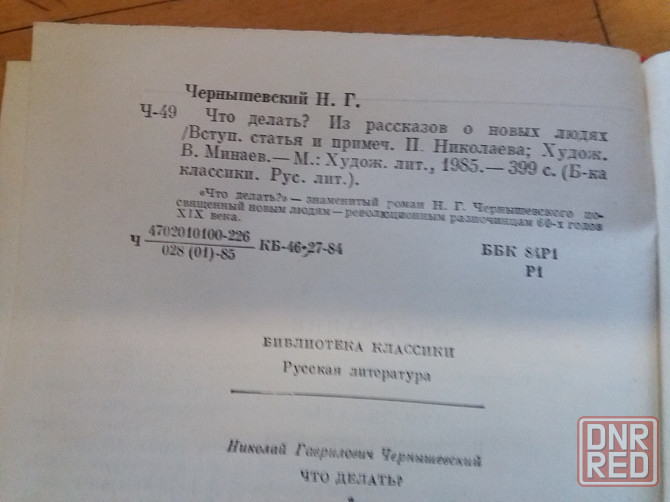 Чернышевский Н. Г.
Ч-49 Что делать? Из рассказов о новых людях
/Вступ. статья и примеч. П. Николаева; Худож.
В. Минаев.— М.: Худож. лит., 1985.— 399 с. (Б-ка
классики. Рус. лит.).
«Что делать?» — знаменитый роман Н. Г. Чернышевского по-
священный новым людям — революционным разночинцам 60-х годов
XIX века.
Ч 4702010100-226
028 (01)-85
КБ-46-27-84
ББК 84Р1
Р1
БИБЛИОТЕКА КЛАССИКИ
Русская литература
Николай Гаврилович Чернышевский
ЧТО ДЕЛАТЬ?
DNR
RED